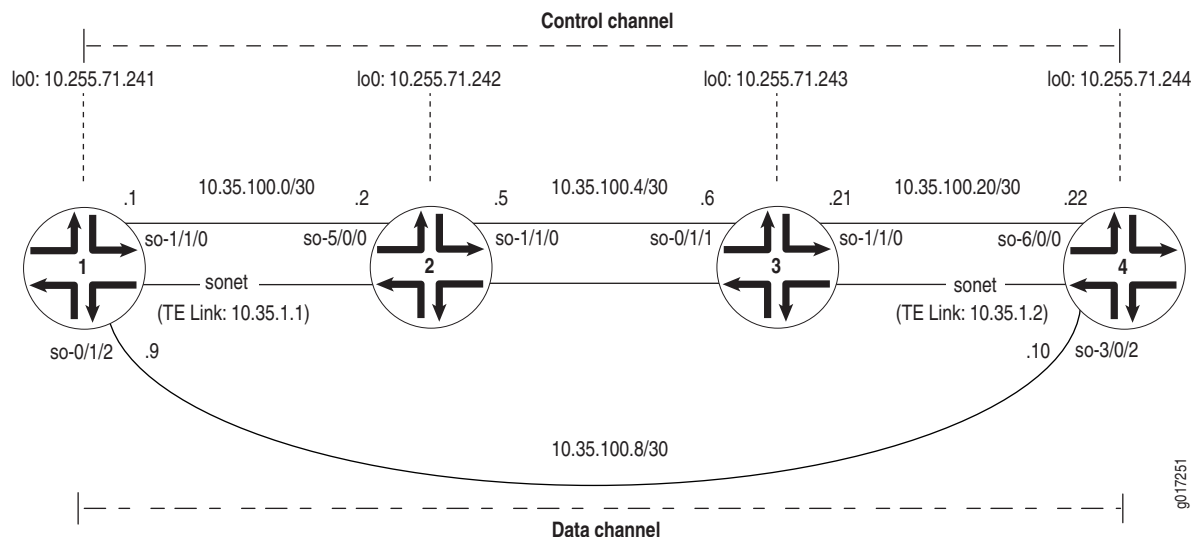 Control channel
lo0: 10.255.71.241 lo0: 10.255.71.242 lo0: 10.255.71.243 lo0: 10.255.71.244
.1 10.35.100.0/30 .2 .5 10.35.100.4/30 .6 .21 10.35.100.20/30 .22
so-1/1/0 so-5/0/0 so-1/1/0 so-0/1/1 so-1/1/0 so-6/0/0
1 2 3 4
sonet sonet
(TE Link: 10.35.1.1) (TE Link: 10.35.1.2)
so-0/1/2 .9 .10 so-3/0/2
10.35.100.8/30
g017251
Data channel